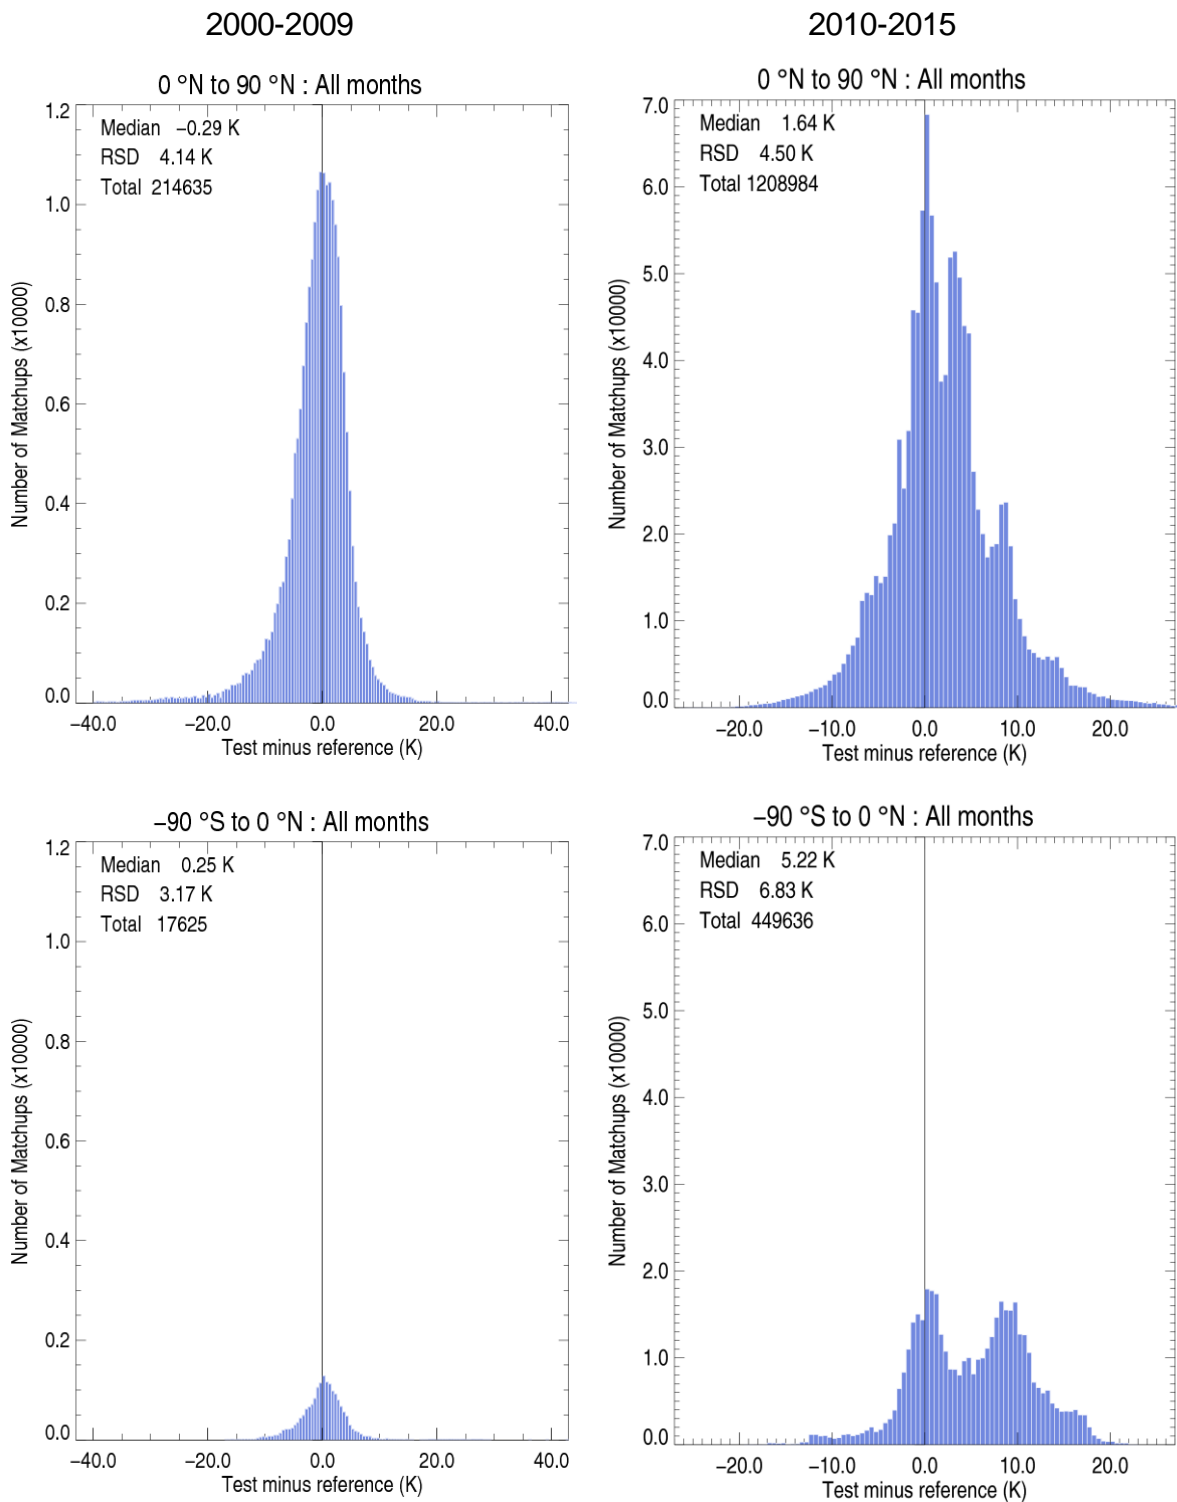 2000-2009
2010-2015
0 °N to 90 °N : All months
Median −0.29 K
RSD 4.14 K
Total 214635
1.2
1.0
0.8
0.6
0.4
0.2
0.0
Number of Matchups (x10000)
−40.0 −20.0 0.0 20.0 40.0
Test minus reference (K)
0 °N to 90 °N : All months
Median 1.64 K
RSD 4.50 K
Total 1208984
7.0
6.0
5.0
4.0
3.0
2.0
1.0
0.0
Number of Matchups (x10000)
−20.0 −10.0 0.0 10.0 20.0
Test minus reference (K)
−90 °S to 0 °N : All months
Median 0.25 K
RSD 3.17 K
Total 17625
1.2
1.0
0.8
0.6
0.4
0.2
0.0
Number of Matchups (x10000)
−40.0 −20.0 0.0 20.0 40.0
Test minus reference (K)
−90 °S to 0 °N : All months
Median 5.22 K
RSD 6.83 K
Total 449636
7.0
6.0
5.0
4.0
3.0
2.0
1.0
0.0
Number of Matchups (x10000)
−20.0 −10.0 0.0 10.0 20.0
Test minus reference (K)